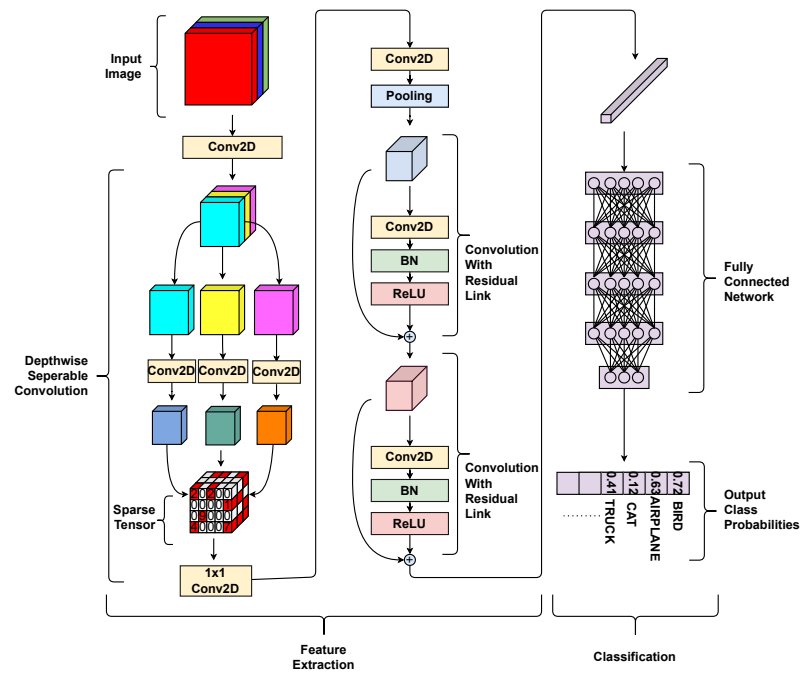 Input
Image
Conv2D
Depthwise
Seperable
Convolution
Conv2D
Conv2D
Conv2D
Sparse
Tensor
1x1
Conv2D
Conv2D
Pooling
Conv2D
BN
ReLU
+
Convolution
With
Residual
Link
Conv2D
BN
ReLU
+
Convolution
With
Residual
Link
Feature
Extraction
Fully
Connected
Network
0.41 TRUCK
0.12 CAT
0.63 AIRPLANE
0.72 BIRD
..........
Output
Class
Probabilities
Classification